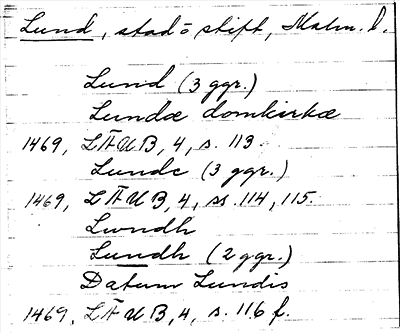 Lund, stad o stift, Malm. l.
Lund (3 ggr.)
Lundæ domkirkæ
1469, LÄUB, 4, s. 113.
Lunde (3 ggr.)
1469, LÄUB, 4, ss. 114, 115.
Lwndh
Lundh (2 ggr.)
Datum Lundis
1469, LÄUB, 4, s. 116 f.